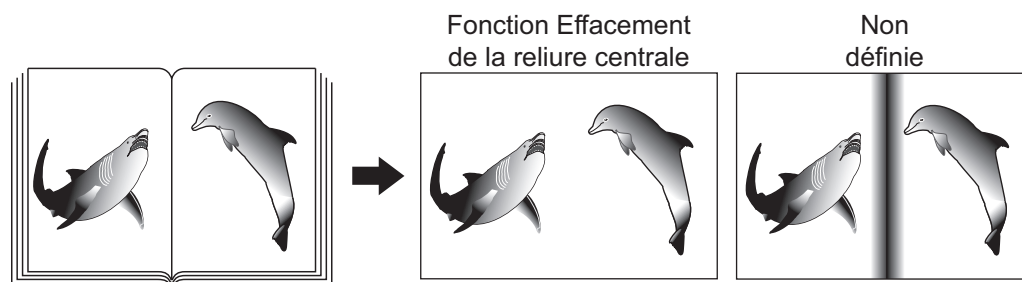 Fonction Effacement
de la reliure centrale
Non
définie